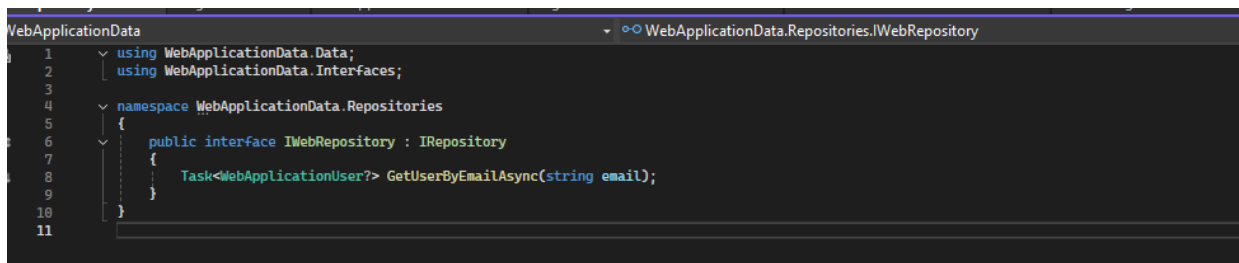 WebApplicationData WebApplicationData.Repositories.IWebRepository
1 using WebApplicationData.Data;
2 using WebApplicationData.Interfaces;
3
4 namespace WebApplicationData.Repositories
5 {
6 public interface IWebRepository : IRepository
7 {
8 Task<WebApplicationUser?> GetUserByEmailAsync(string email);
9 }
10 }
11